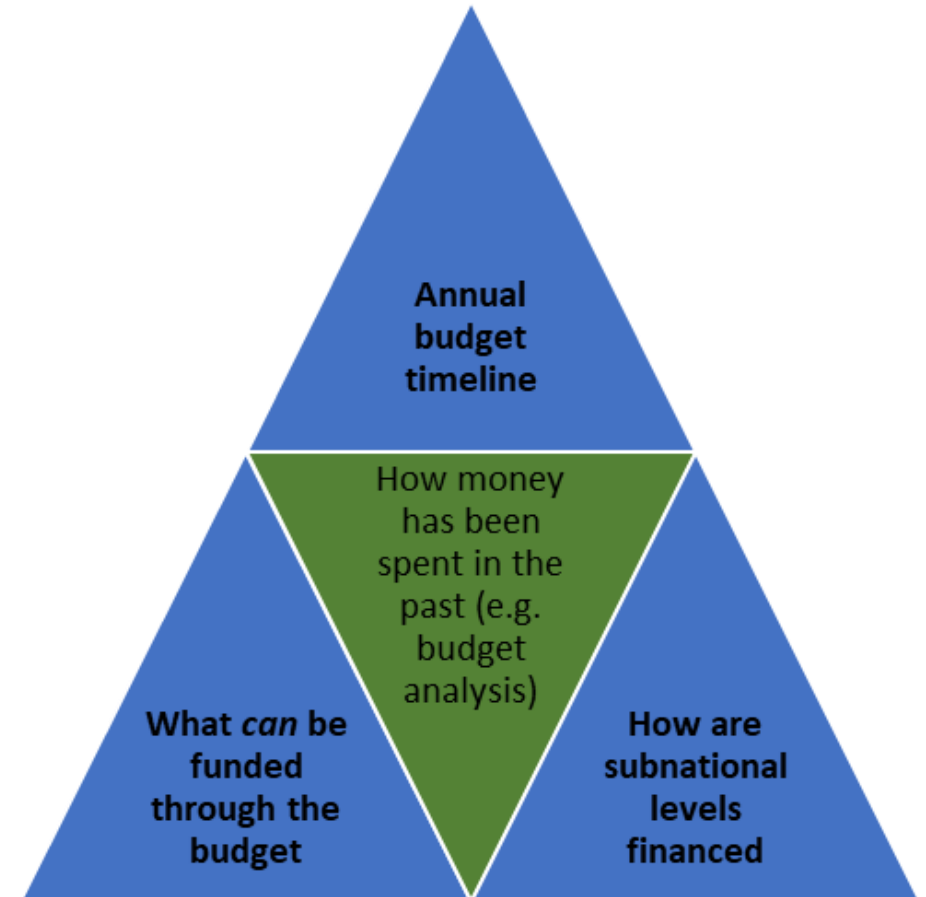 Annual
budget
timeline
How money
has been
spent in the
past (e.g.
budget
analysis)
What can be
funded
through the
budget
How are
subnational
levels
financed